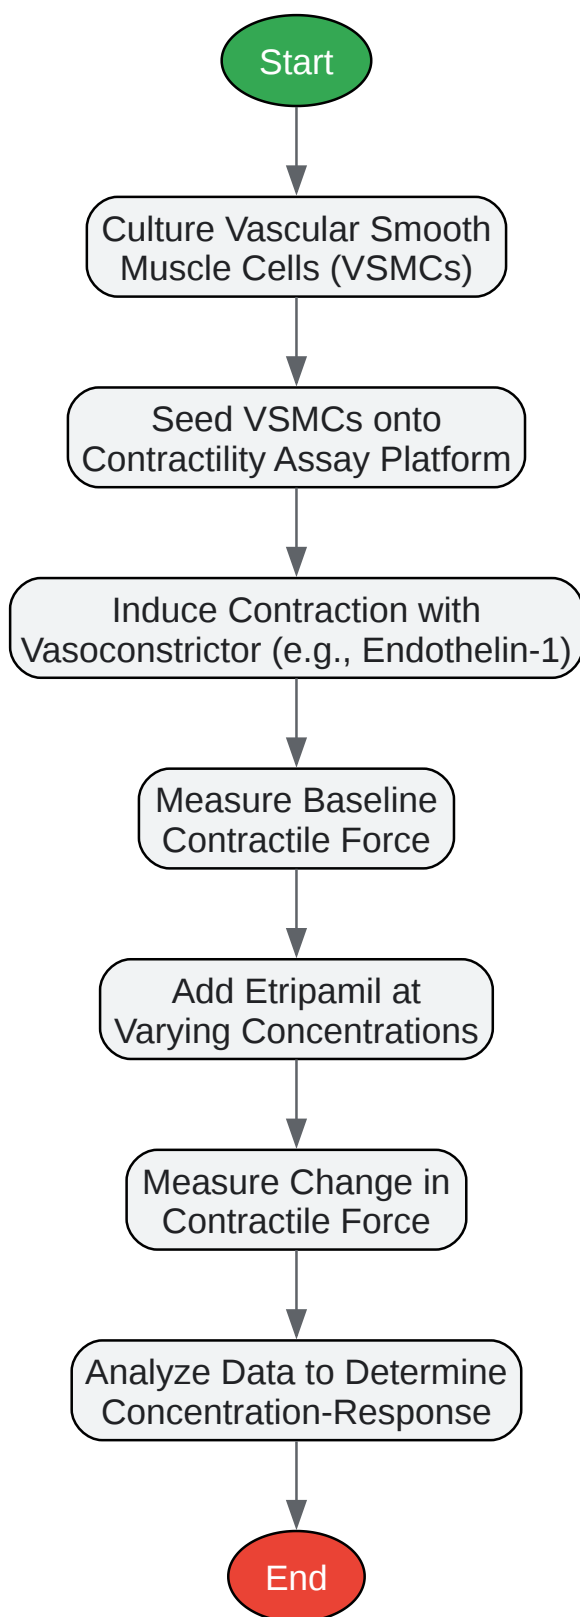 Start
Culture Vascular Smooth
Muscle Cells (VSMCs)
Seed VSMCs onto
Contractility Assay Platform
Induce Contraction with
Vasoconstrictor (e.g., Endothelin-1)
Measure Baseline
Contractile Force
Add Etripamil at
Varying Concentrations
Measure Change in
Contractile Force
Analyze Data to Determine
Concentration-Response
End